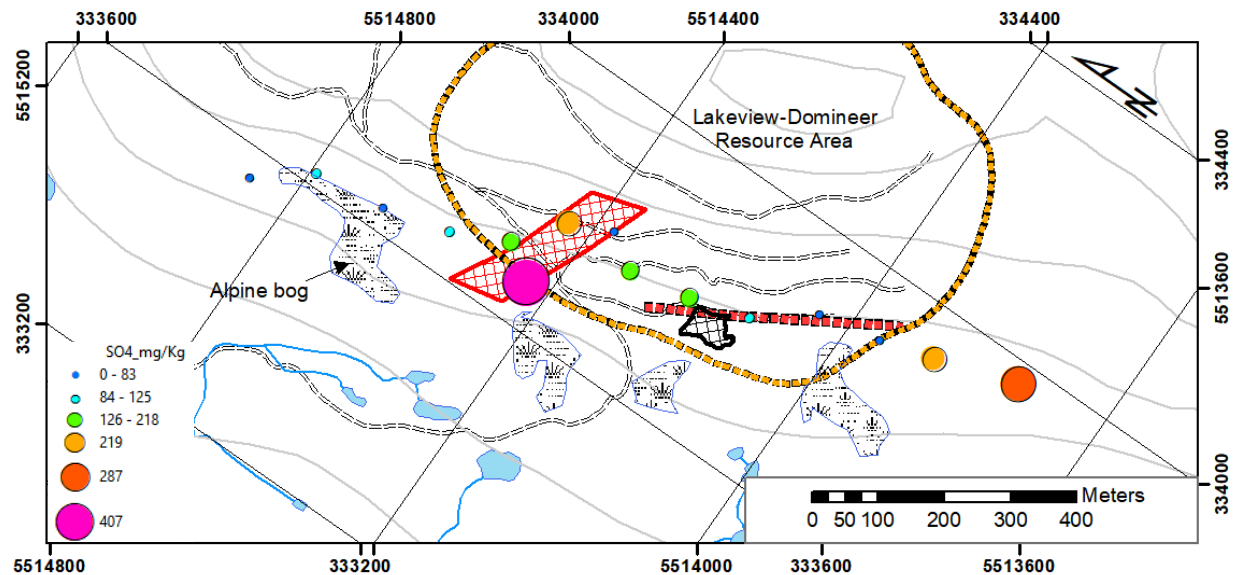 333600
5514800
334000
5514400
334400
5515200
Lakeview-Domineer
Resource Area
N
334400
Alpine bog
5513600
333200
SO4_mg/Kg
0 - 83
84 - 125
126 - 218
219
287
407
334000
Meters
0 50 100 200 300 400
5514800
333200
5514000
333600
5513600